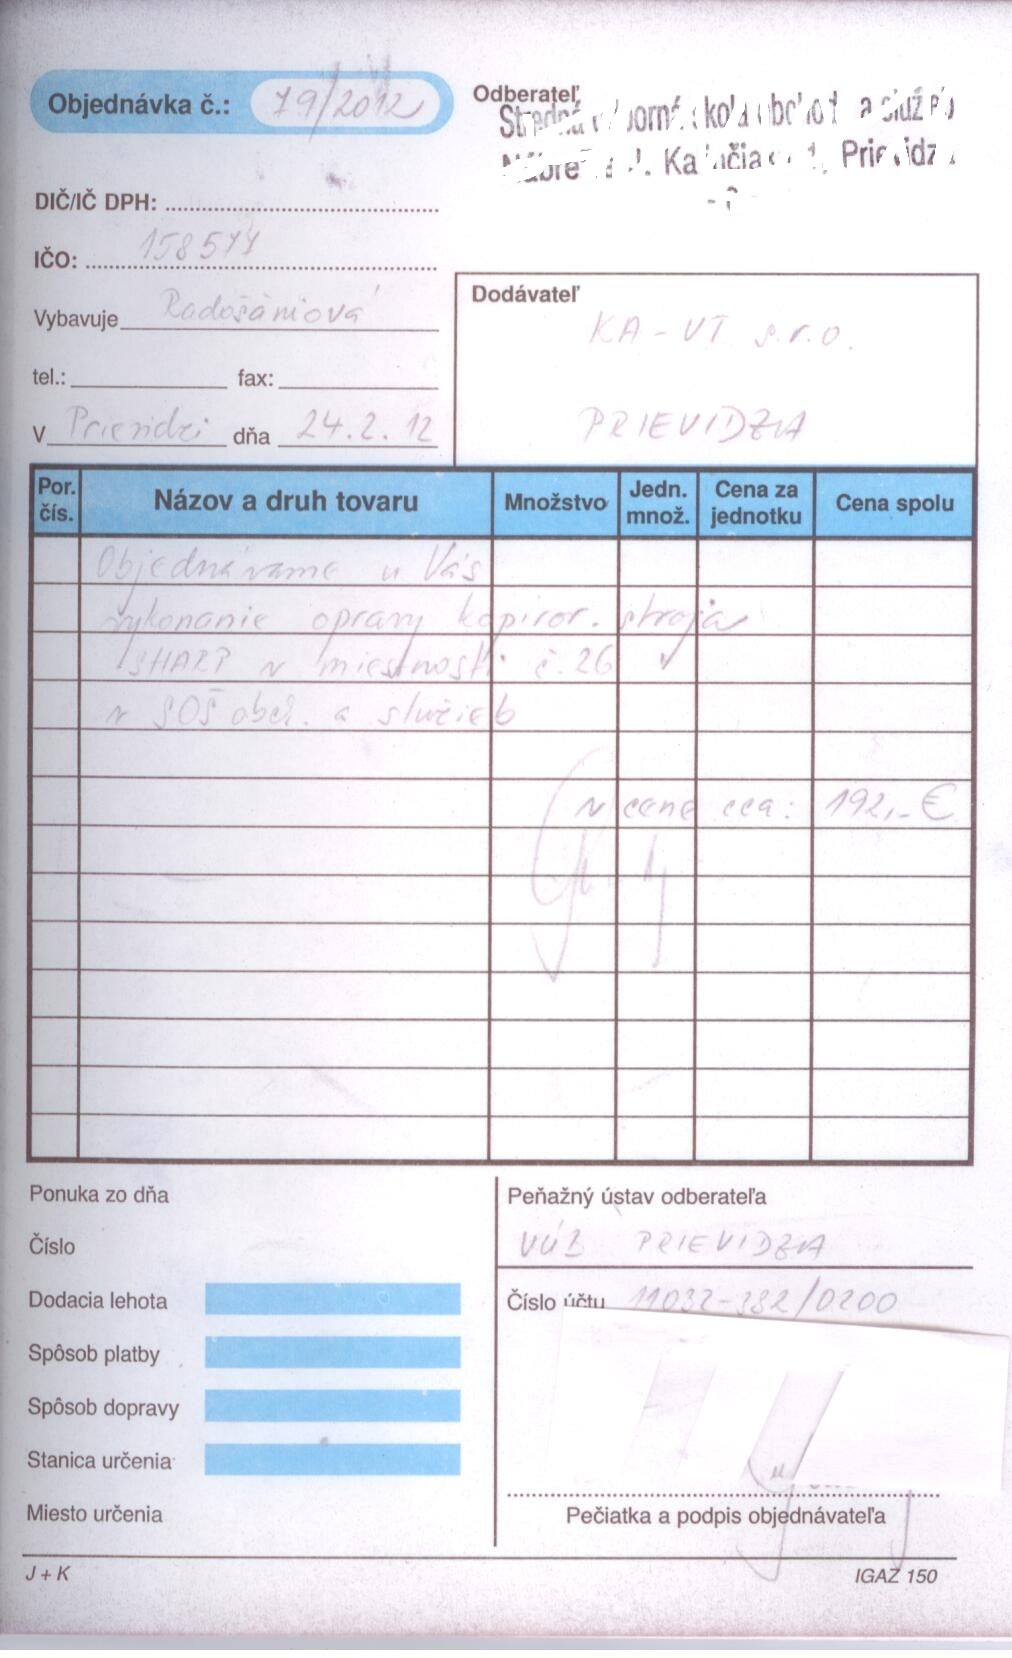 Objednávka č.: 79/2012
Odberateľ
a služieb
Prievidza
DIČ/IČ DPH:
IČO: 158577
Vybavuje Radošániová
Dodávateľ
KA-VT s.r.o.
tel.: fax:
PRIEVIDZA
V Prievidzi dňa 24.2.12
Por. čís. Názov a druh tovaru Množstvo Jedn. množ. Cena za jednotku Cena spolu
Objednávame u Vás
vykonanie opravy kopírov. stroja
SHARP v miestnosti č.26
v SOŠ obch. a služieb
v cene cca: 192,-€
Ponuka zo dňa
Peňažný ústav odberateľa
Číslo
VÚB PRIEVIDZA
Dodacia lehota
Číslo účtu 11032-382/0200
Spôsob platby
Spôsob dopravy
Stanica určenia
Miesto určenia
Pečiatka a podpis objednávateľa
J + K
IGAZ 150